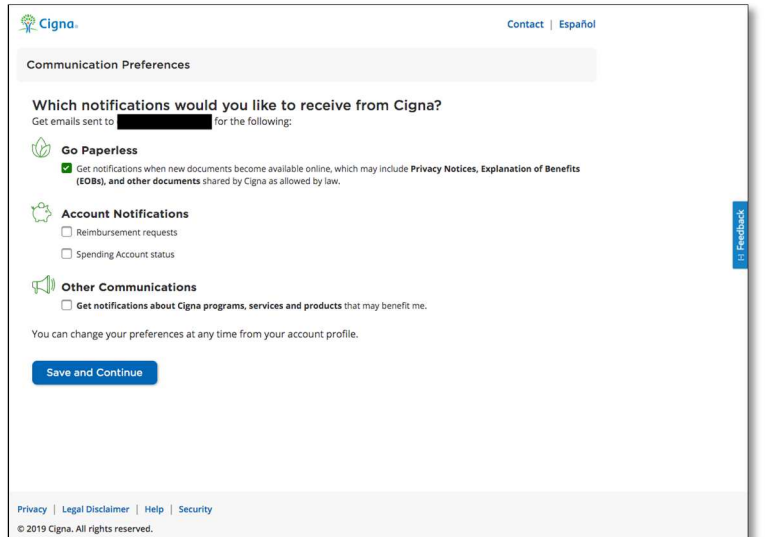 Cigna.
Contact | Español
Communication Preferences
Which notifications would you like to receive from Cigna?
Get emails sent to for the following:
Go Paperless
Get notifications when new documents become available online, which may include Privacy Notices, Explanation of Benefits
(EOBs), and other documents shared by Cigna as allowed by law.
Account Notifications
Reimbursement requests
Spending Account status
Feedback
Other Communications
Get notifications about Cigna programs, services and products that may benefit me.
You can change your preferences at any time from your account profile.
Save and Continue
Privacy | Legal Disclaimer | Help | Security
© 2019 Cigna. All rights reserved.